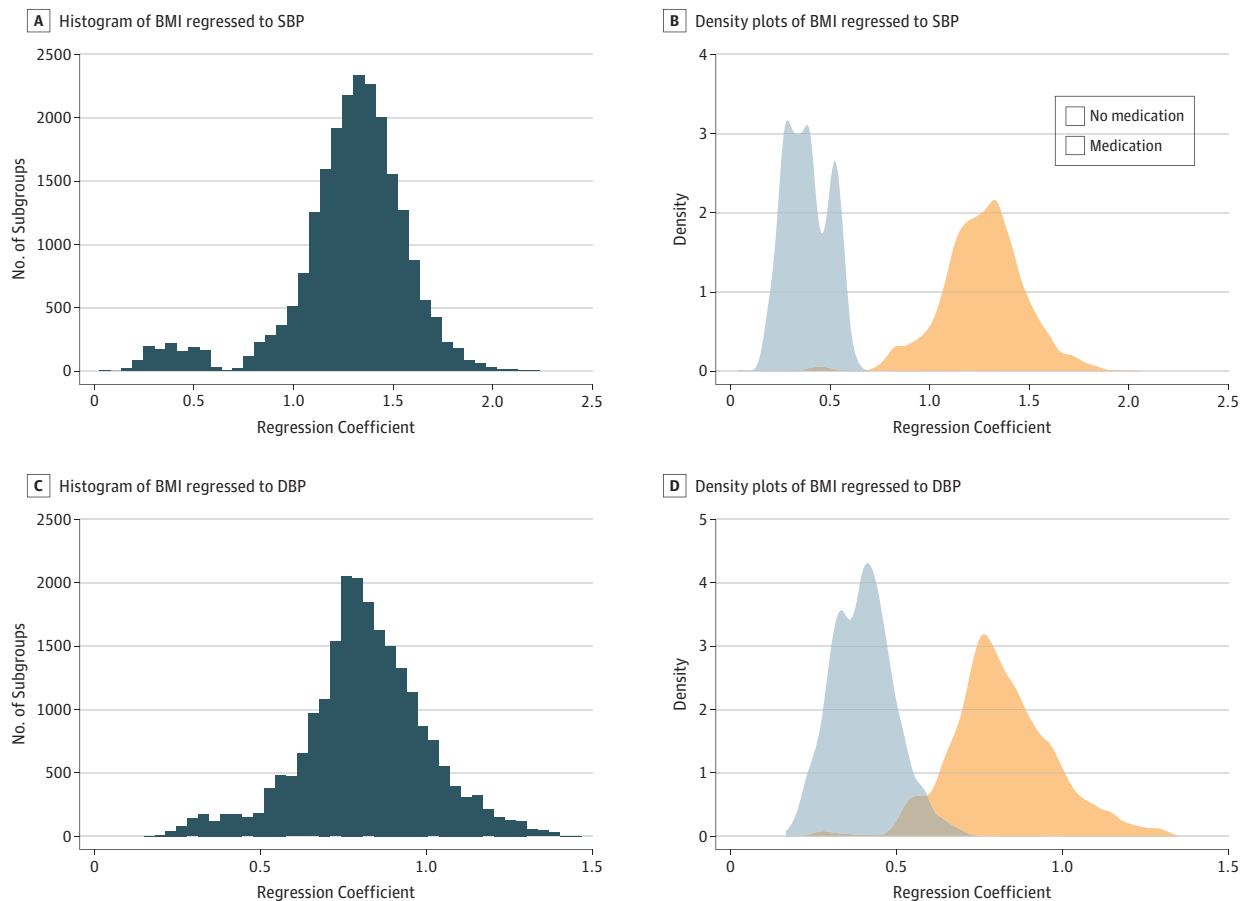 A Histogram of BMI regressed to SBP
2500
2000
1500
1000
500
0
No. of Subgroups
0 0.5 1.0 1.5 2.0 2.5
Regression Coefficient
B Density plots of BMI regressed to SBP
4
3
2
1
0
Density
No medication
Medication
0 0.5 1.0 1.5 2.0 2.5
Regression Coefficient
C Histogram of BMI regressed to DBP
2500
2000
1500
1000
500
0
No. of Subgroups
0 0.5 1.0 1.5
Regression Coefficient
D Density plots of BMI regressed to DBP
5
4
3
2
1
0
Density
0 0.5 1.0 1.5
Regression Coefficient